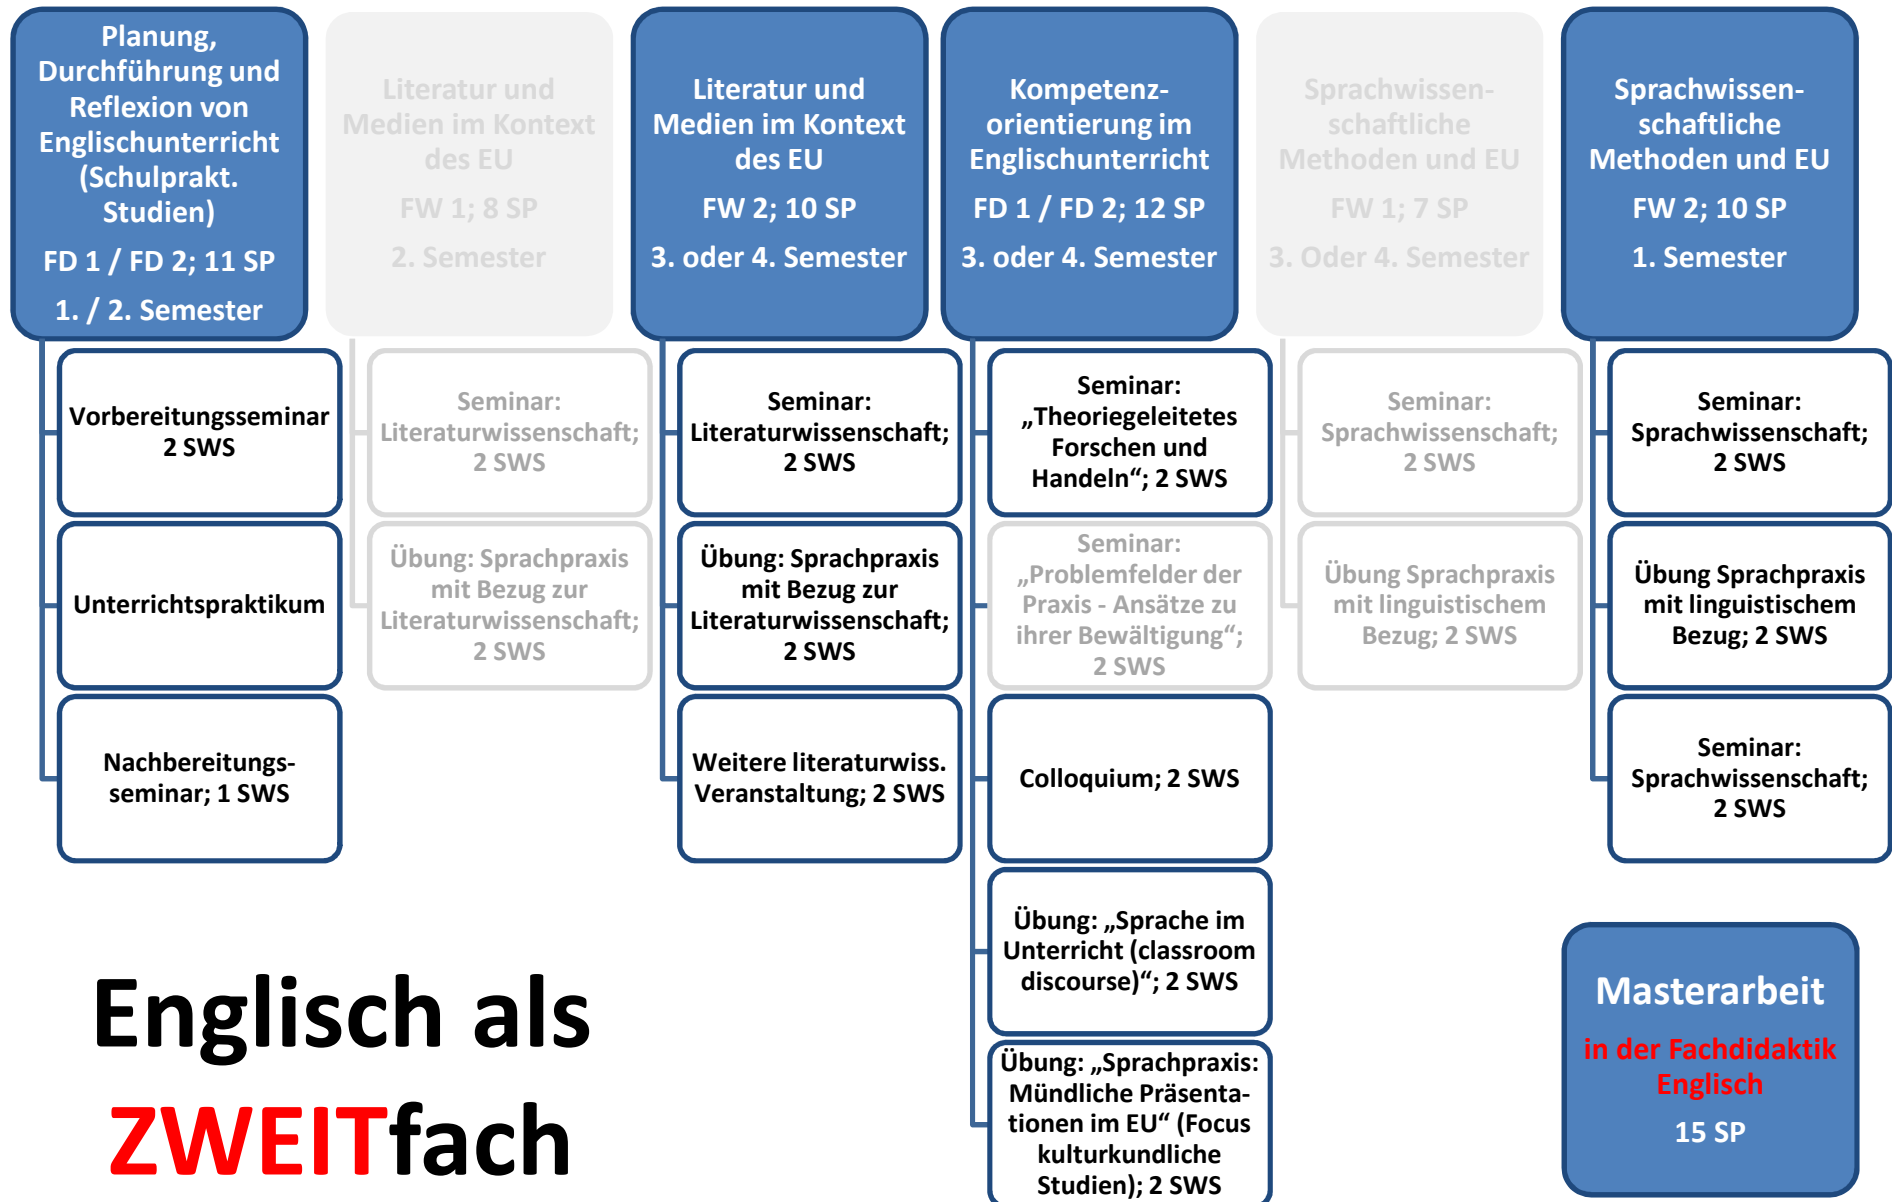 Planung,
Durchführung und
Reflexion von
Englischunterricht
(Schulprakt.
Studien)
FD 1 / FD 2; 11 SP
1. / 2. Semester
Vorbereitungsseminar
2 SWS
Unterrichtspraktikum
Nachbereitungs-
seminar; 1 SWS
Literatur und
Medien im Kontext
des EU
FW 1; 8 SP
2. Semester
Seminar:
Literaturwissenschaft;
2 SWS
Übung: Sprachpraxis
mit Bezug zur
Literaturwissenschaft;
2 SWS
Literatur und
Medien im Kontext
des EU
FW 2; 10 SP
3. oder 4. Semester
Seminar:
Literaturwissenschaft;
2 SWS
Übung: Sprachpraxis
mit Bezug zur
Literaturwissenschaft;
2 SWS
Weitere literaturwiss.
Veranstaltung; 2 SWS
Kompetenz-
orientierung im
Englischunterricht
FD 1 / FD 2; 12 SP
3. oder 4. Semester
Seminar:
„Theoriegeleitetes
Forschen und
Handeln“; 2 SWS
Seminar:
„Problemfelder der
Praxis - Ansätze zu
ihrer Bewältigung“;
2 SWS
Colloquium; 2 SWS
Übung: „Sprache im
Unterricht (classroom
discourse)“; 2 SWS
Übung: „Sprachpraxis:
Mündliche Präsenta-
tionen im EU“ (Focus
kulturkundliche
Studien); 2 SWS
Sprachwissen-
schaftliche
Methoden und EU
FW 1; 7 SP
3. Oder 4. Semester
Seminar:
Sprachwissenschaft;
2 SWS
Übung Sprachpraxis
mit linguistischem
Bezug; 2 SWS
Sprachwissen-
schaftliche
Methoden und EU
FW 2; 10 SP
1. Semester
Seminar:
Sprachwissenschaft;
2 SWS
Übung Sprachpraxis
mit linguistischem
Bezug; 2 SWS
Seminar:
Sprachwissenschaft;
2 SWS
Englisch als
ZWEITfach
Masterarbeit
in der Fachdidaktik
Englisch
15 SP